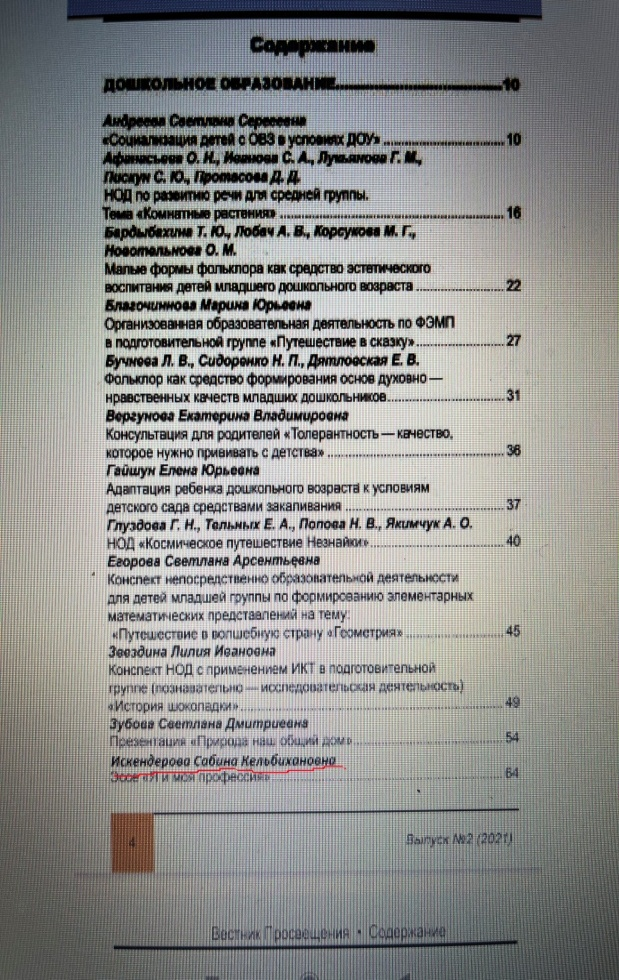 Содержание
ДОШКОЛЬНОЕ ОБРАЗОВАНИЕ........10
Андреева Светлана Сергеевна
«Социализация детей с ОВЗ в условиях ДОУ» ........10
Афанасьева О. Н., Иванова С. А., Лукьянова Г. М.,
Пискун С. Ю., Протасова Д. Д.
НОД по развитию речи для средней группы.
Тема «Комнатные растения» ........16
Бардыбахина Т. Ю., Лобач А. В., Корсукова М. Г.,
Новотельнова О. М.
Малые формы фольклора как средство эстетического
воспитания детей младшего дошкольного возраста ........22
Благочиннова Марина Юрьевна
Организованная образовательная деятельность по ФЭМП
в подготовительной группе «Путешествие в сказку»........27
Бучнева Л. В., Сидоренко Н. П., Дятловская Е. В.
Фольклор как средство формирования основ духовно —
нравственных качеств младших дошкольников........31
Вергунова Екатерина Владимировна
Консультация для родителей «Толерантность — качество,
которое нужно прививать с детства» ........36
Гайшун Елена Юрьевна
Адаптация ребенка дошкольного возраста к условиям
детского сада средствами закаливания ........37
Глуздова Г. Н., Тельных Е. А., Попова Н. В., Якимчук А. О.
НОД «Космическое путешествие Незнайки»........40
Егорова Светлана Арсентьевна
Конспект непосредственно образовательной деятельности
для детей младшей группы по формированию элементарных
математических представлений на тему:
«Путешествие в волшебную страну «Геометрия» ........45
Звездина Лилия Ивановна
Конспект НОД с применением ИКТ в подготовительной
группе (познавательно — исследовательская деятельность)
«История шоколадки»........49
Зубова Светлана Дмитриевна
Презентация «Природа наш общий дом»........54
Искендерова Сабина Кельбихановна
Эссе «Я и моя профессия»........64
4
Выпуск №2 (2021)
Вестник Просвещения • Содержание